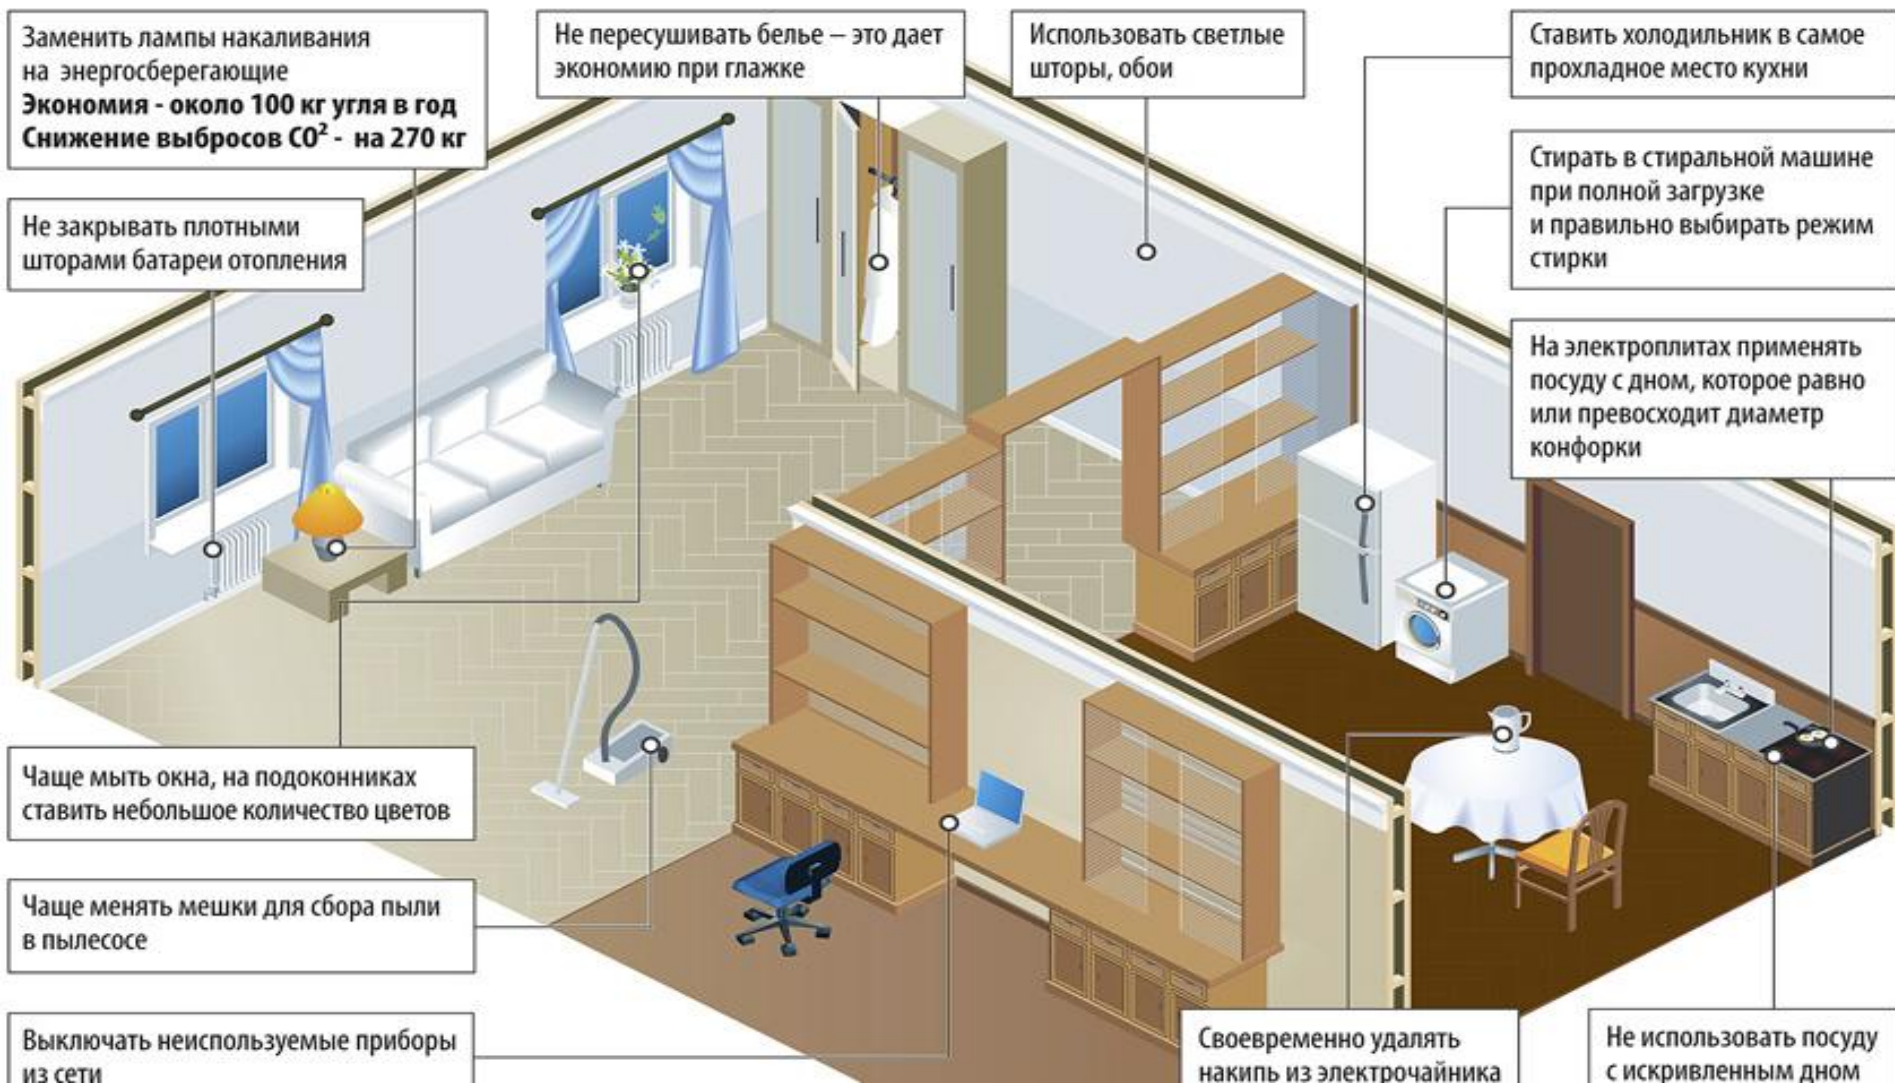 Заменить лампы накаливания
на энергосберегающие
Экономия - около 100 кг угля в год
Снижение выбросов СО² - на 270 кг
Не пересушивать белье – это дает
экономию при глажке
Использовать светлые
шторы, обои
Ставить холодильник в самое
прохладное место кухни
Стирать в стиральной машине
при полной загрузке
и правильно выбирать режим
стирки
Не закрывать плотными
шторами батареи отопления
На электроплитах применять
посуду с дном, которое равно
или превосходит диаметр
конфорки
Чаще мыть окна, на подоконниках
ставить небольшое количество цветов
Чаще менять мешки для сбора пыли
в пылесосе
Выключать неиспользуемые приборы
из сети
Своевременно удалять
накипь из электрочайника
Не использовать посуду
с искривленным дном